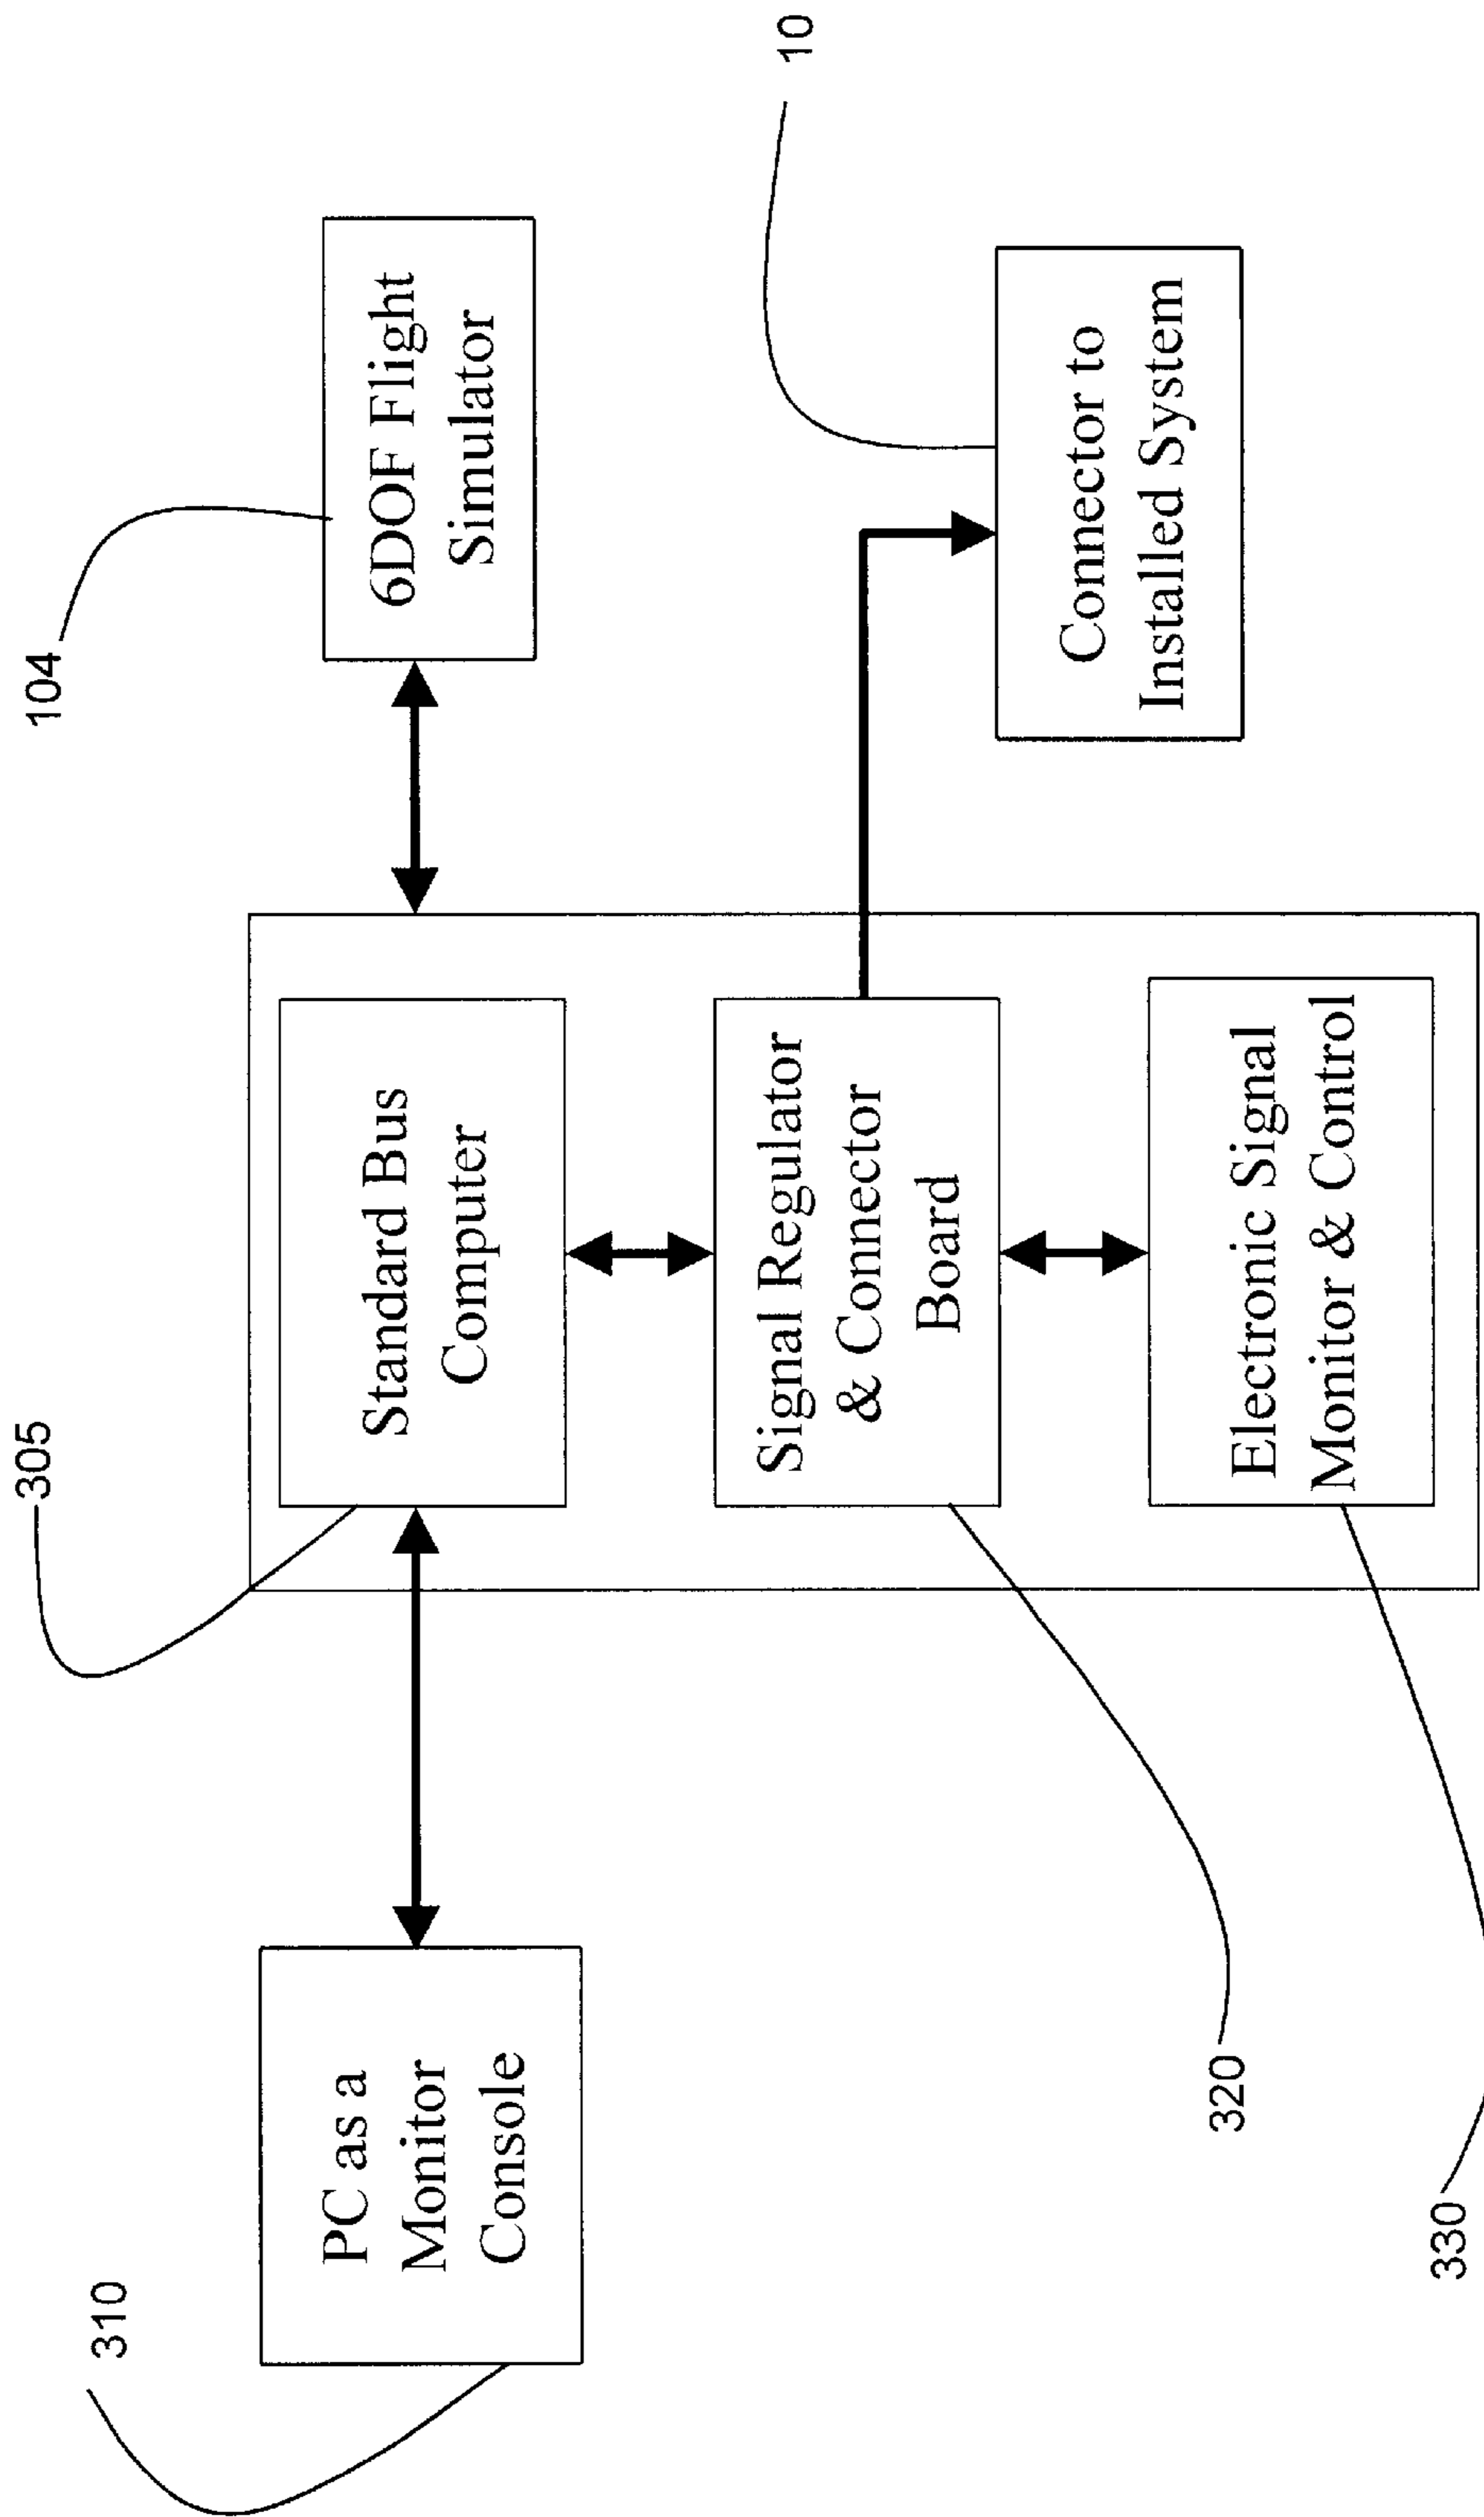 310
PC as a
Monitor
Console
305
Standard Bus
Computer
104
6DOF Flight
Simulator
10
Signal Regulator
& Connector
Board
Connector to
Installed System
320
Electronic Signal
Monitor & Control
330